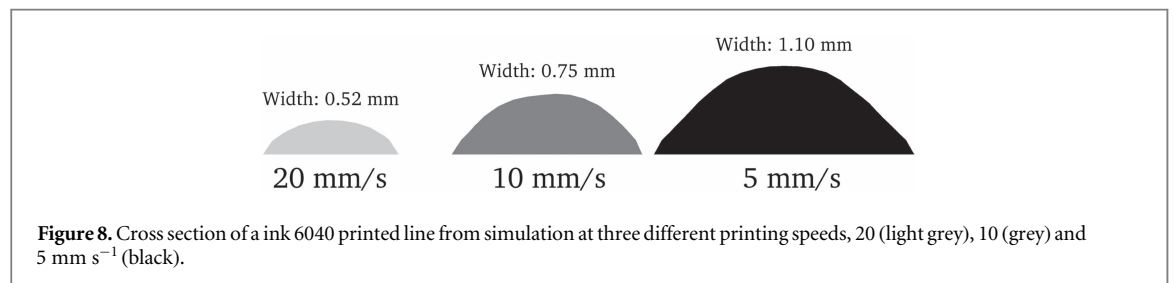 Width: 1.10 mm
Width: 0.75 mm
Width: 0.52 mm
20 mm/s
10 mm/s
5 mm/s
Figure 8. Cross section of a ink 6040 printed line from simulation at three different printing speeds, 20 (light grey), 10 (grey) and
5 mm s⁻¹ (black).